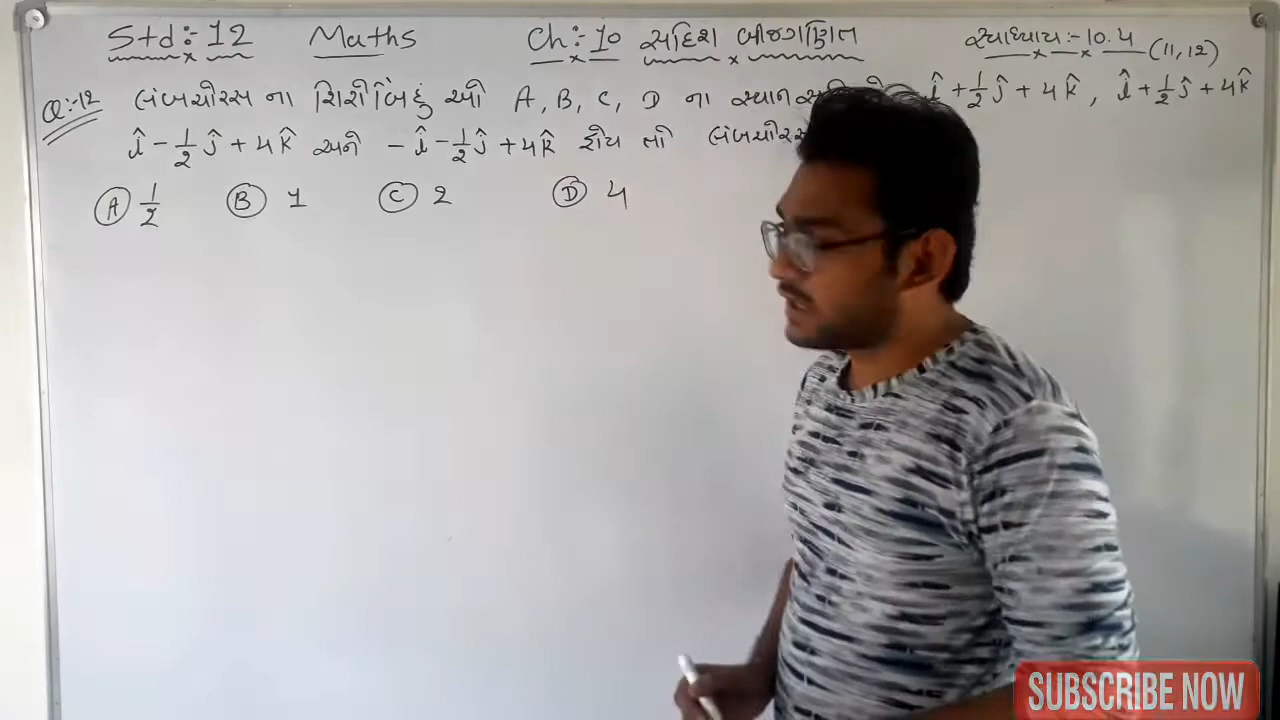 Std:- 12 Maths Ch:- 10 સદિશ બીજગણિત સ્વાધ્યાય:- 10.4 (11, 12)
Q:-12 લંબચોરસ ના શિરોબિંદુ ઓ A, B, C, D ના સ્થાન î + 1/2 ĵ + 4k̂, î + 1/2 ĵ + 4k̂
î - 1/2 ĵ + 4k̂ અને - î - 1/2 ĵ + 4k̂ હોય તો લંબચોરસ
(A) 1/2 (B) 1 (C) 2 (D) 4
SUBSCRIBE NOW